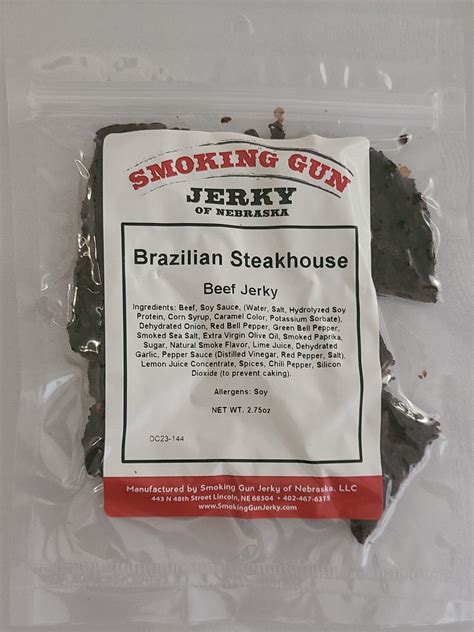 SMOKING GUN
JERKY
OF NEBRASKA
Brazilian Steakhouse
Beef Jerky
Ingredients: Beef, Soy Sauce, (Water, Salt, Hydrolyzed Soy
Protein, Corn Syrup, Caramel Color, Potassium Sorbate),
Dehydrated Onion, Red Bell Pepper, Green Bell Pepper,
Smoked Sea Salt, Extra Virgin Olive Oil, Smoked Paprika,
Sugar, Natural Smoke Flavor, Lime Juice, Dehydrated
Garlic, Pepper Sauce (Distilled Vinegar, Red Pepper, Salt),
Lemon Juice Concentrate, Spices, Chili Pepper, Silicon
Dioxide (to prevent caking).
Allergens: Soy
NET WT. 2.75oz
DC23-144
Manufactured by Smoking Gun Jerky of Nebraska, LLC
443 N 48th Street Lincoln, NE 68504 • 402-467-6315
www.SmokingGunJerky.com